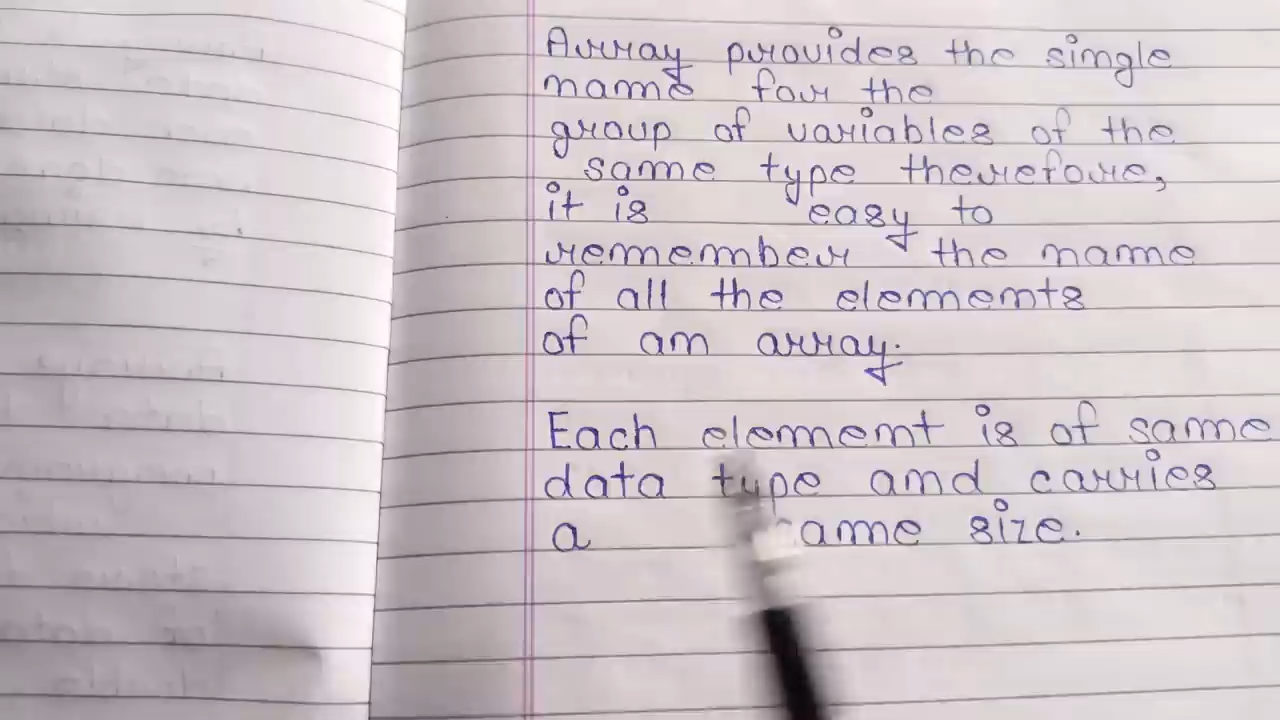 Array provides the single
name for the
group of variables of the
same type therefore,
it is easy to
remember the name
of all the elements
of an array.
Each element is of same
data type and carries
a same size.